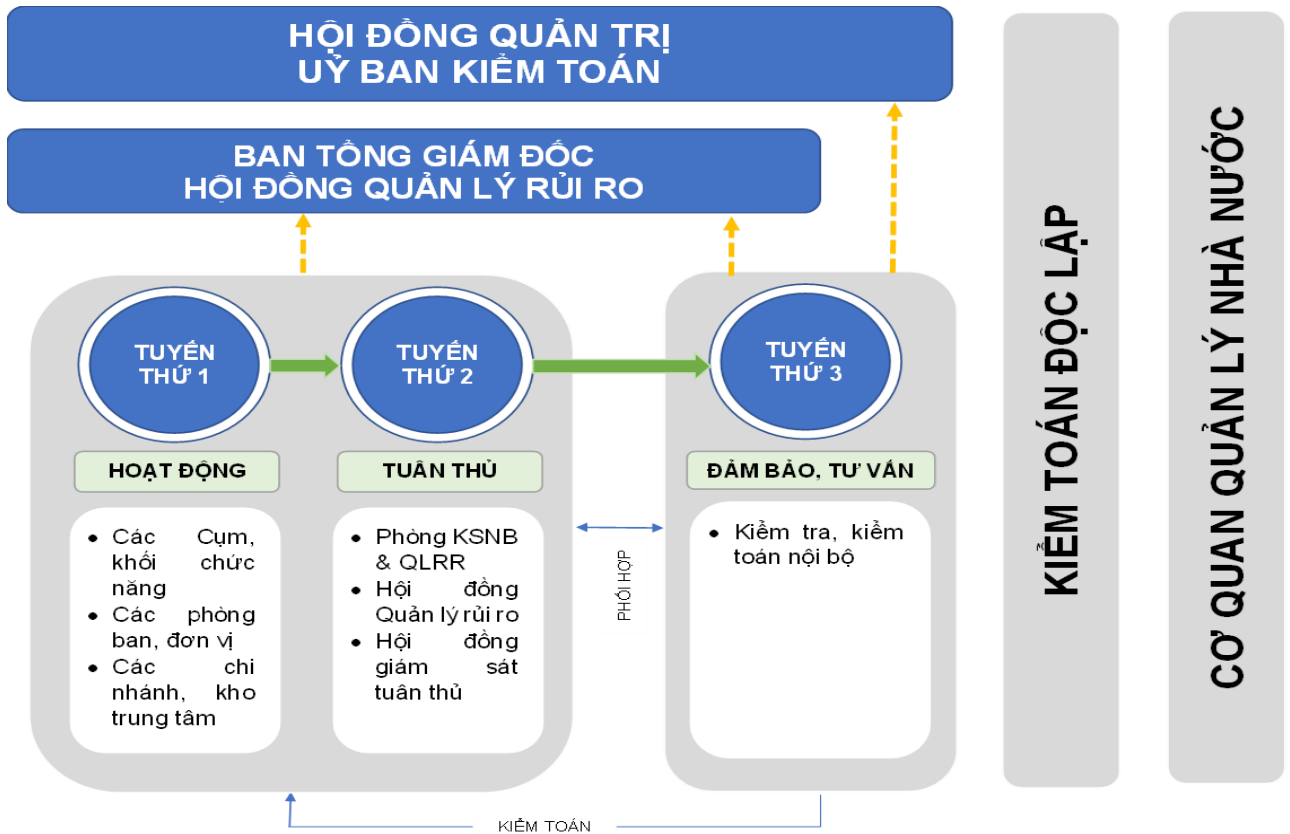 HỘI ĐỒNG QUẢN TRỊ
UỶ BAN KIỂM TOÁN
BAN TỔNG GIÁM ĐỐC
HỘI ĐỒNG QUẢN LÝ RỦI RO
TUYẾN
THỨ 1
TUYẾN
THỨ 2
TUYẾN
THỨ 3
HOẠT ĐỘNG
TUÂN THỦ
ĐẢM BẢO, TƯ VẤN
• Các Cụm,
khối chức
năng
• Các phòng
ban, đơn vị
• Các chi
nhánh, kho
trung tâm
• Phòng KSNB
& QLRR
• Hội đồng
Quản lý rủi ro
• Hội đồng
giám sát
tuân thủ
PHỐI HỢP
• Kiểm tra, kiểm
toán nội bộ
KIỂM TOÁN
KIỂM TOÁN ĐỘC LẬP
CƠ QUAN QUẢN LÝ NHÀ NƯỚC